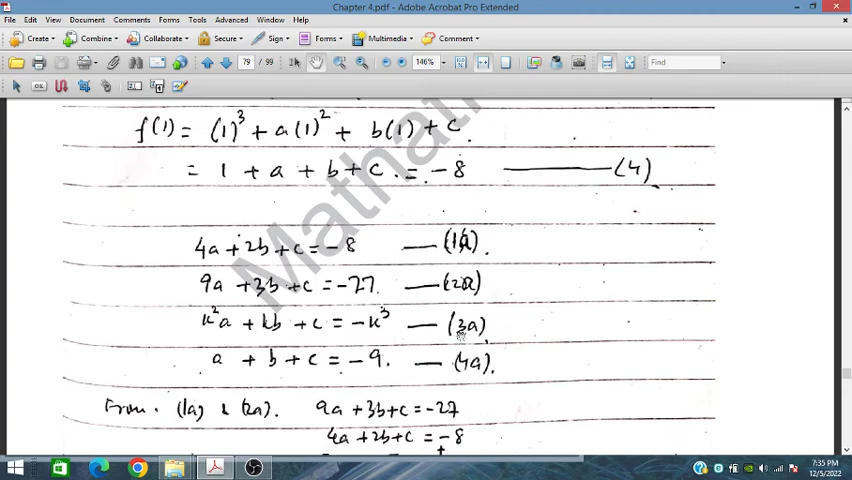 Chapter 4.pdf - Adobe Acrobat Pro Extended
File Edit View Document Comments Forms Tools Advanced Window Help
Create Combine Collaborate Secure Sign Forms Multimedia Comment
79 / 99 146% Find
f(1) = (1)³ + a(1)² + b(1) + c
= 1 + a + b + c = -8 —— (4)
4a + 2b + c = -8 — (1a).
9a + 3b + c = -27 — (2a)
k²a + kb + c = -k³ — (3a)
a + b + c = -9. — (4a).
From (1a) & (2a). 9a + 3b + c = -27
4a + 2b + c = -8
+
Mathe
7:35 PM
12/5/2022